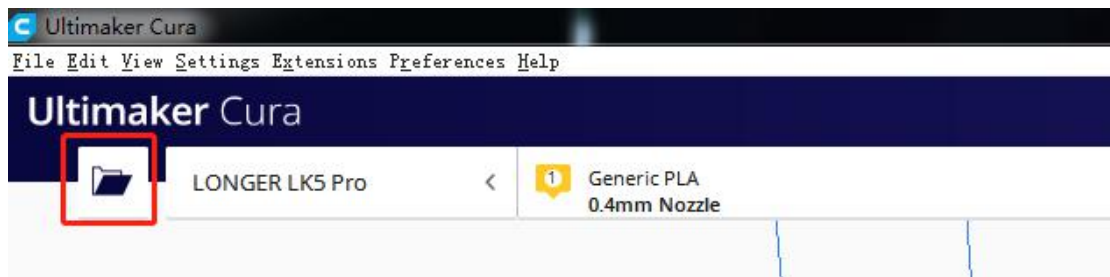 Ultimaker Cura
File Edit View Settings Extensions Preferences Help
Ultimaker Cura
LONGER LK5 Pro < 1 Generic PLA
0.4mm Nozzle